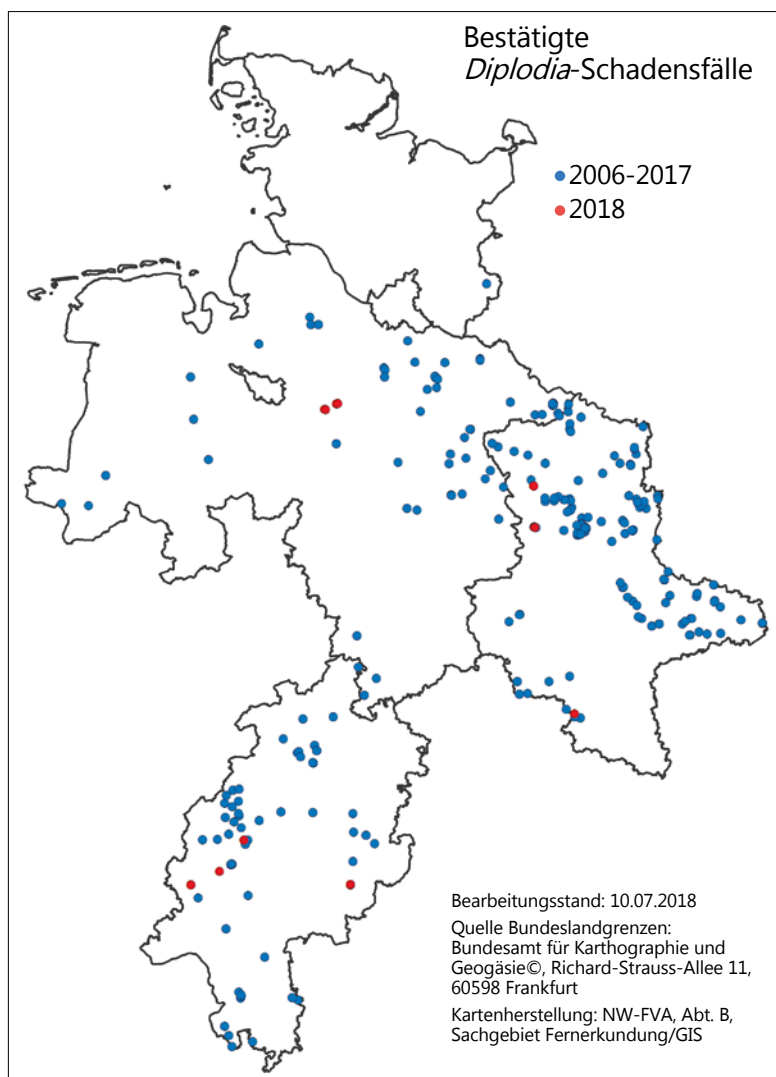 Bestätigte
Diplodia-Schadensfälle
2006-2017
2018
Bearbeitungsstand: 10.07.2018
Quelle Bundeslandgrenzen:
Bundesamt für Karthographie und
Geogäsie©, Richard-Strauss-Allee 11,
60598 Frankfurt
Kartenherstellung: NW-FVA, Abt. B,
Sachgebiet Fernerkundung/GIS